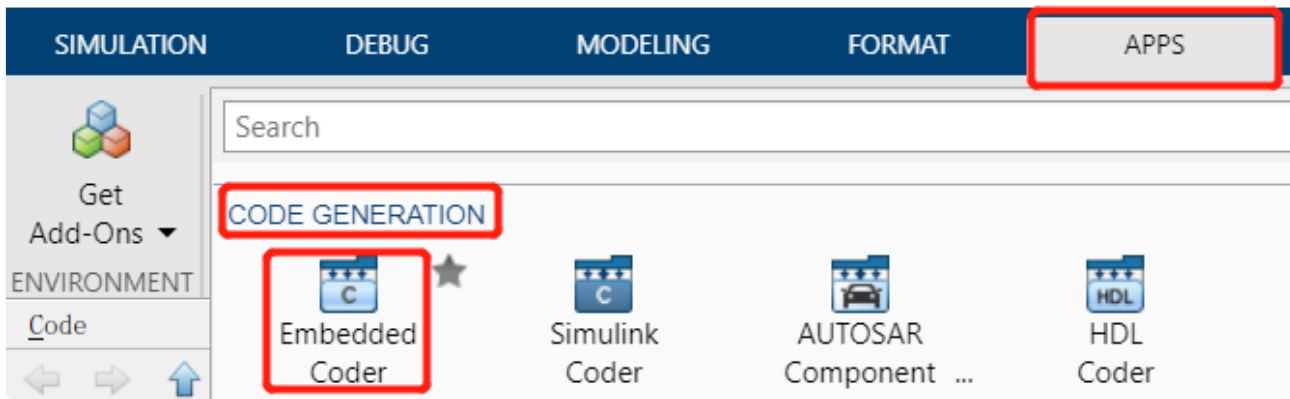 SIMULATION DEBUG MODELING FORMAT APPS
Search
Get
Add-Ons
CODE GENERATION
ENVIRONMENT
Code
C C HDL
Embedded Simulink AUTOSAR HDL
Coder Coder Component ... Coder